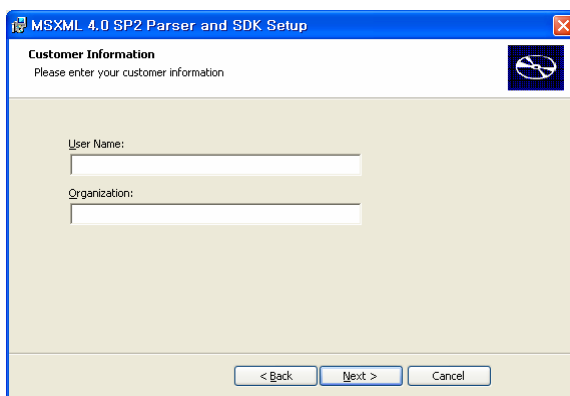 MSXML 4.0 SP2 Parser and SDK Setup
Customer Information
Please enter your customer information
User Name:
Organization:
< Back Next > Cancel